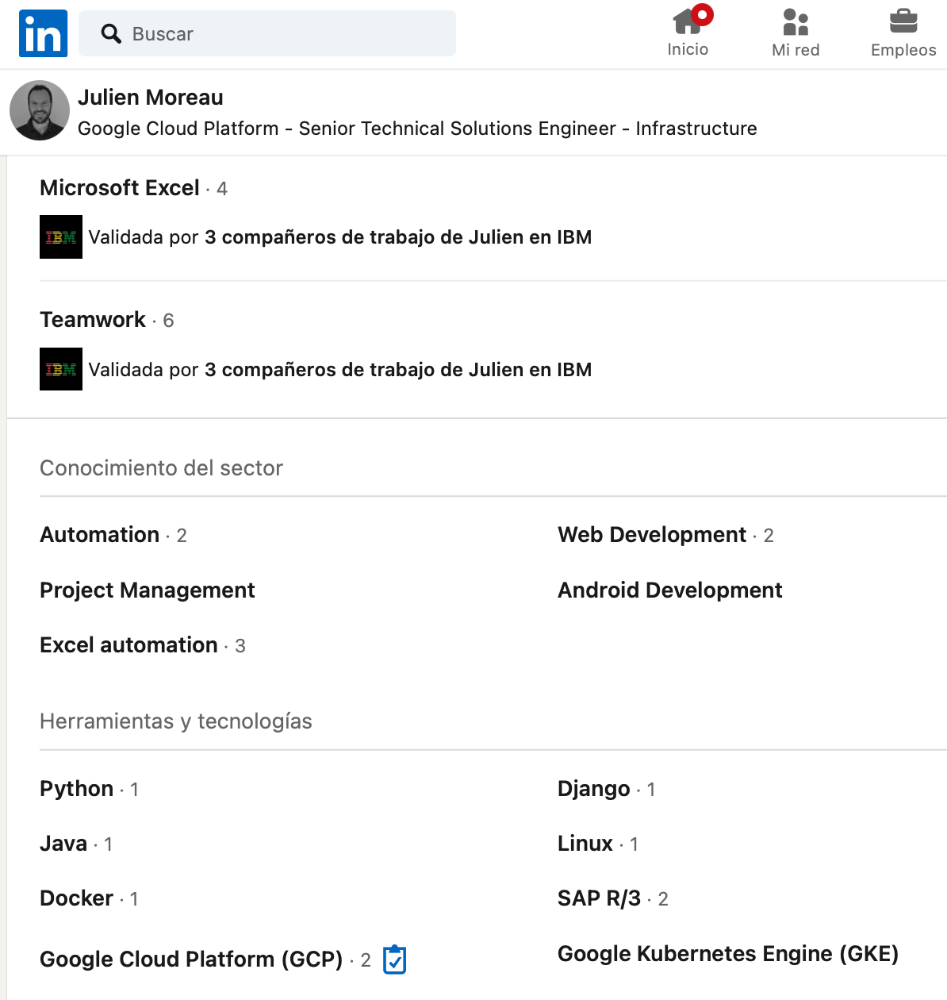 in
Buscar
Inicio
Mi red
Empleos
Julien Moreau
Google Cloud Platform - Senior Technical Solutions Engineer - Infrastructure
Microsoft Excel · 4
IBM
Validada por 3 compañeros de trabajo de Julien en IBM
Teamwork · 6
IBM
Validada por 3 compañeros de trabajo de Julien en IBM
Conocimiento del sector
Automation · 2
Web Development · 2
Project Management
Android Development
Excel automation · 3
Herramientas y tecnologías
Python · 1
Django · 1
Java · 1
Linux · 1
Docker · 1
SAP R/3 · 2
Google Cloud Platform (GCP) · 2
Google Kubernetes Engine (GKE)